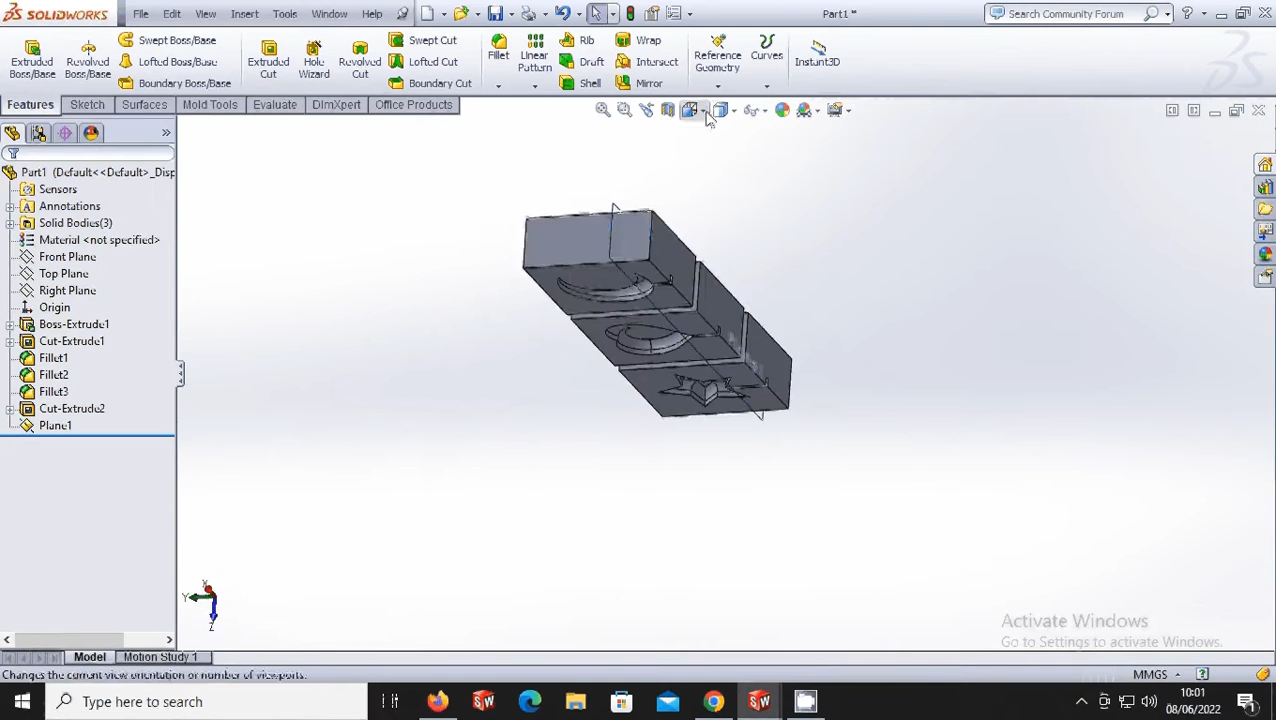 SOLIDWORKS
File Edit View Insert Tools Window Help
Part1 *
Search Community Forum
Extruded Boss/Base
Revolved Boss/Base
Swept Boss/Base
Lofted Boss/Base
Boundary Boss/Base
Extruded Cut
Hole Wizard
Revolved Cut
Swept Cut
Lofted Cut
Boundary Cut
Fillet
Linear Pattern
Rib
Draft
Shell
Wrap
Intersect
Mirror
Reference Geometry
Curves
Instant3D
Features Sketch Surfaces Mold Tools Evaluate DimXpert Office Products
Part1 (Default<<Default>_Disp
Sensors
Annotations
Solid Bodies(3)
Material <not specified>
Front Plane
Top Plane
Right Plane
Origin
Boss-Extrude1
Cut-Extrude1
Fillet1
Fillet2
Fillet3
Cut-Extrude2
Plane1
X
Y
Z
Activate Windows
Go to Settings to activate Windows.
Model Motion Study 1
Changes the current view orientation or number of viewports.
MMGS
Type here to search
10:01
08/06/2022